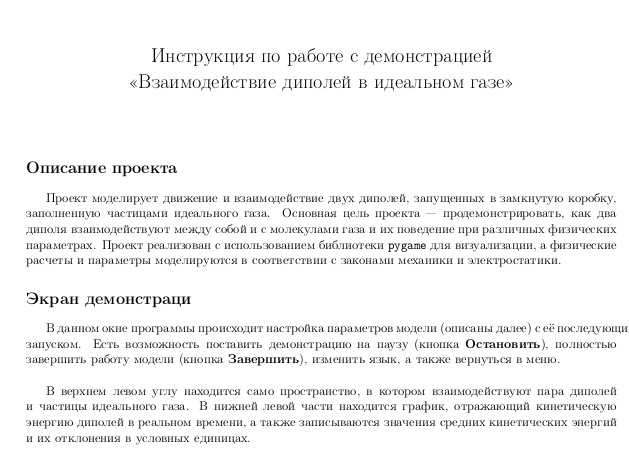 Инструкция по работе с демонстрацией
«Взаимодействие диполей в идеальном газе»
Описание проекта
Проект моделирует движение и взаимодействие двух диполей, запущенных в замкнутую коробку,
заполненную частицами идеального газа. Основная цель проекта — продемонстрировать, как два
диполя взаимодействуют между собой и с молекулами газа и их поведение при различных физических
параметрах. Проект реализован с использованием библиотеки pygame для визуализации, а физические
расчеты и параметры моделируются в соответствии с законами механики и электростатики.
Экран демонстраци
В данном окне программы происходит настройка параметров модели (описаны далее) с её последующи
запуском. Есть возможность поставить демонстрацию на паузу (кнопка Остановить), полностью
завершить работу модели (кнопка Завершить), изменить язык, а также вернуться в меню.
В верхнем левом углу находится само пространство, в котором взаимодействуют пара диполей
и частицы идеального газа. В нижней левой части находится график, отражающий кинетическую
энергию диполей в реальном времени, а также записываются значения средних кинетических энергий
и их отклонения в условных единицах.